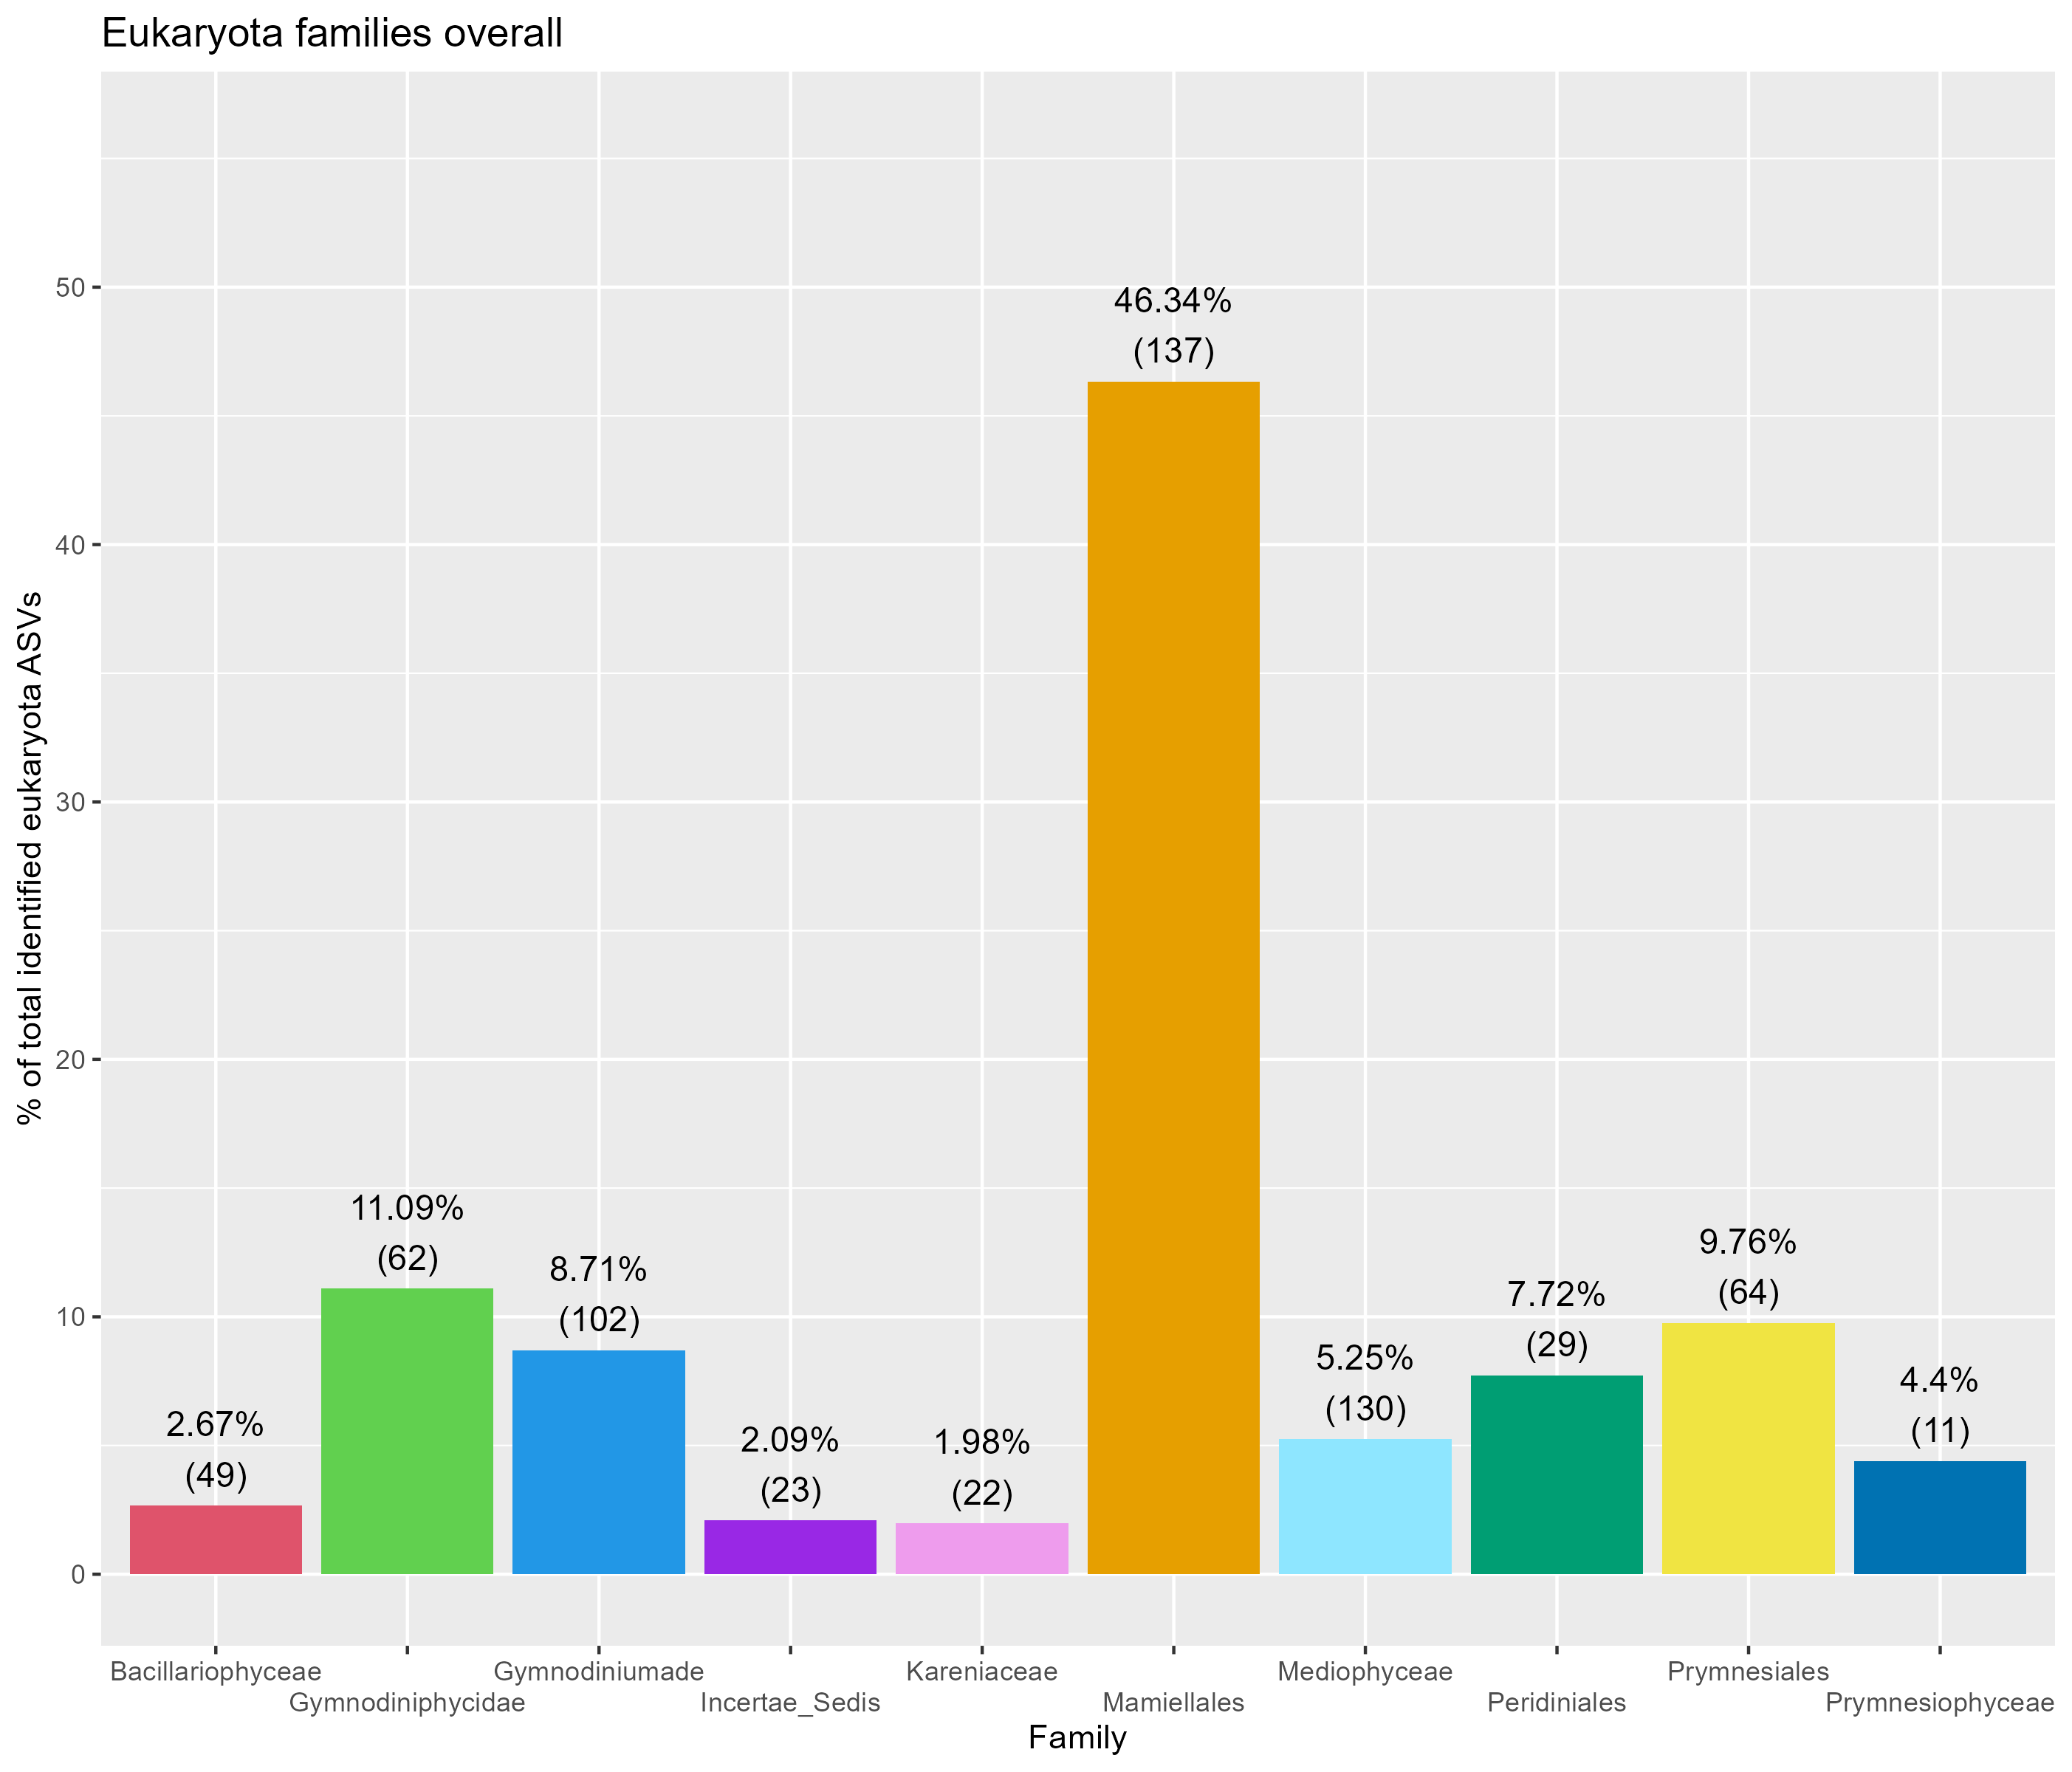 Eukaryota families overall
% of total identified eukaryota ASVs
50
40
30
20
10
0
2.67%
(49)
11.09%
(62)
8.71%
(102)
2.09%
(23)
1.98%
(22)
46.34%
(137)
5.25%
(130)
7.72%
(29)
9.76%
(64)
4.4%
(11)
Bacillariophyceae
Gymnodiniphycidae
Gymnodiniumade
Incertae_Sedis
Kareniaceae
Mamiellales
Mediophyceae
Peridiniales
Prymnesiales
Prymnesiophyceae
Family